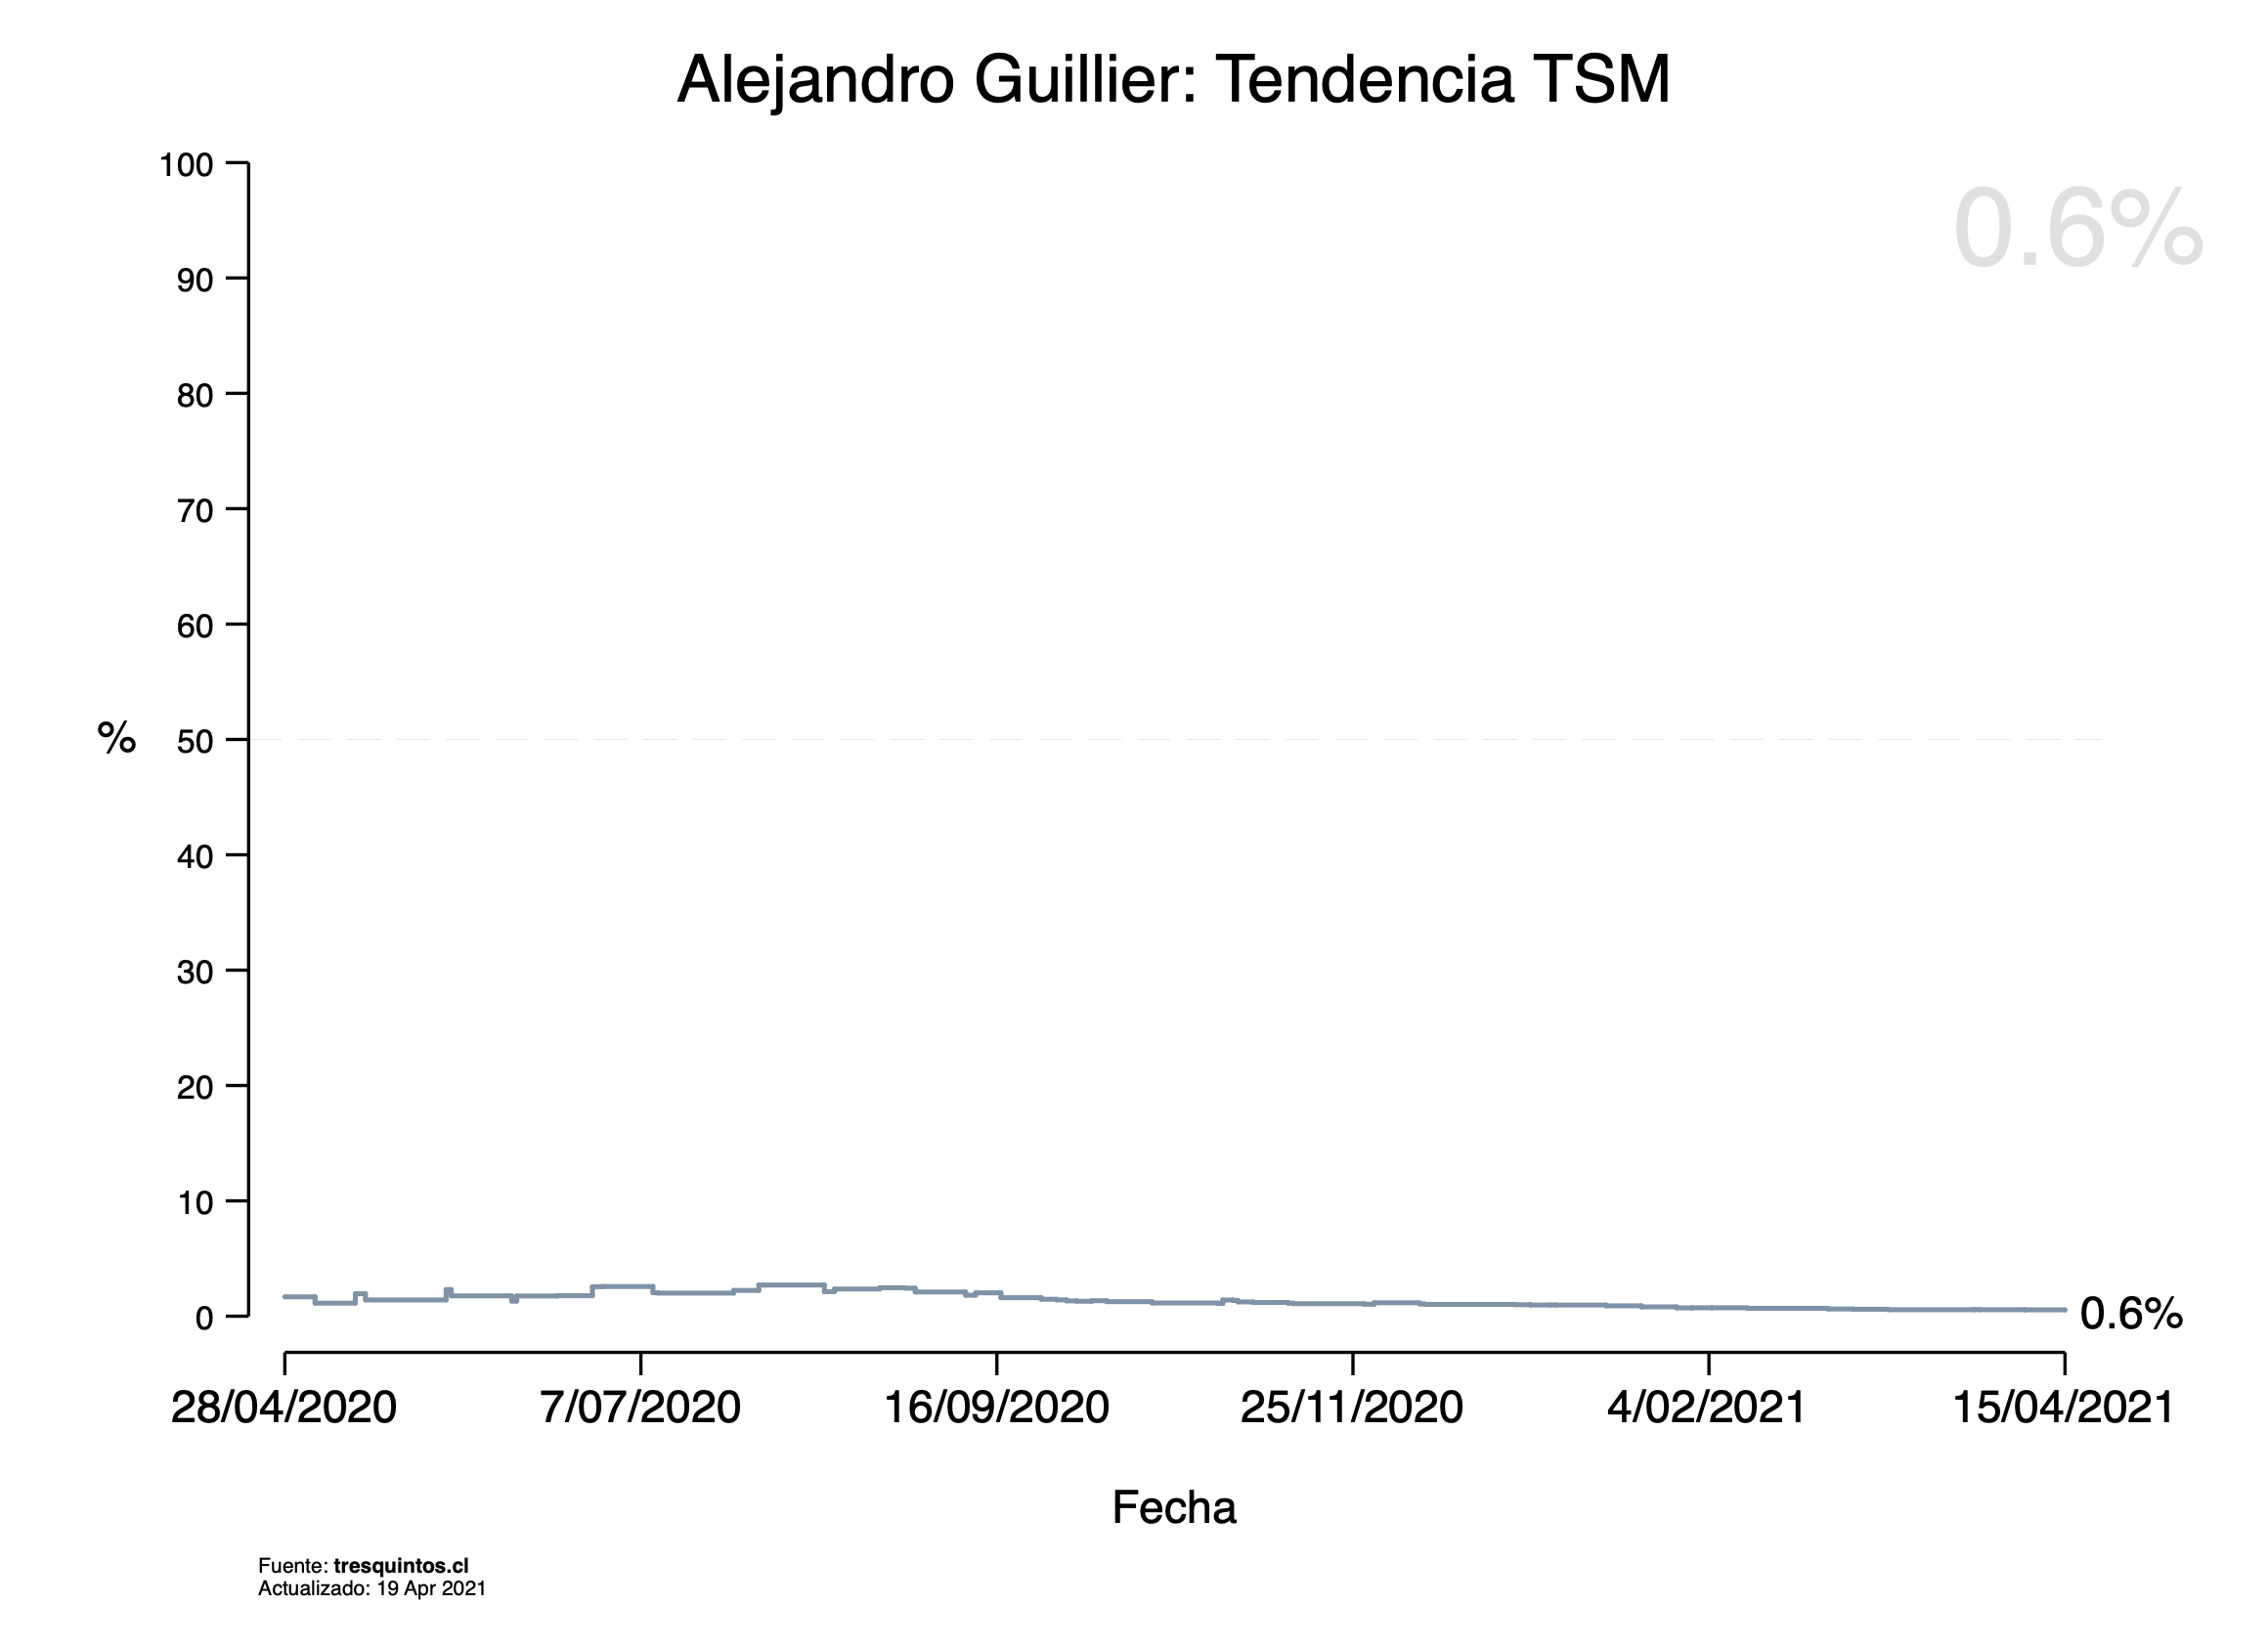 Alejandro Guillier: Tendencia TSM
0.6%
100
90
80
70
60
% 50
40
30
20
10
0
0.6%
28/04/2020 7/07/2020 16/09/2020 25/11/2020 4/02/2021 15/04/2021
Fecha
Fuente: tresquintos.cl
Actualizado: 19 Apr 2021